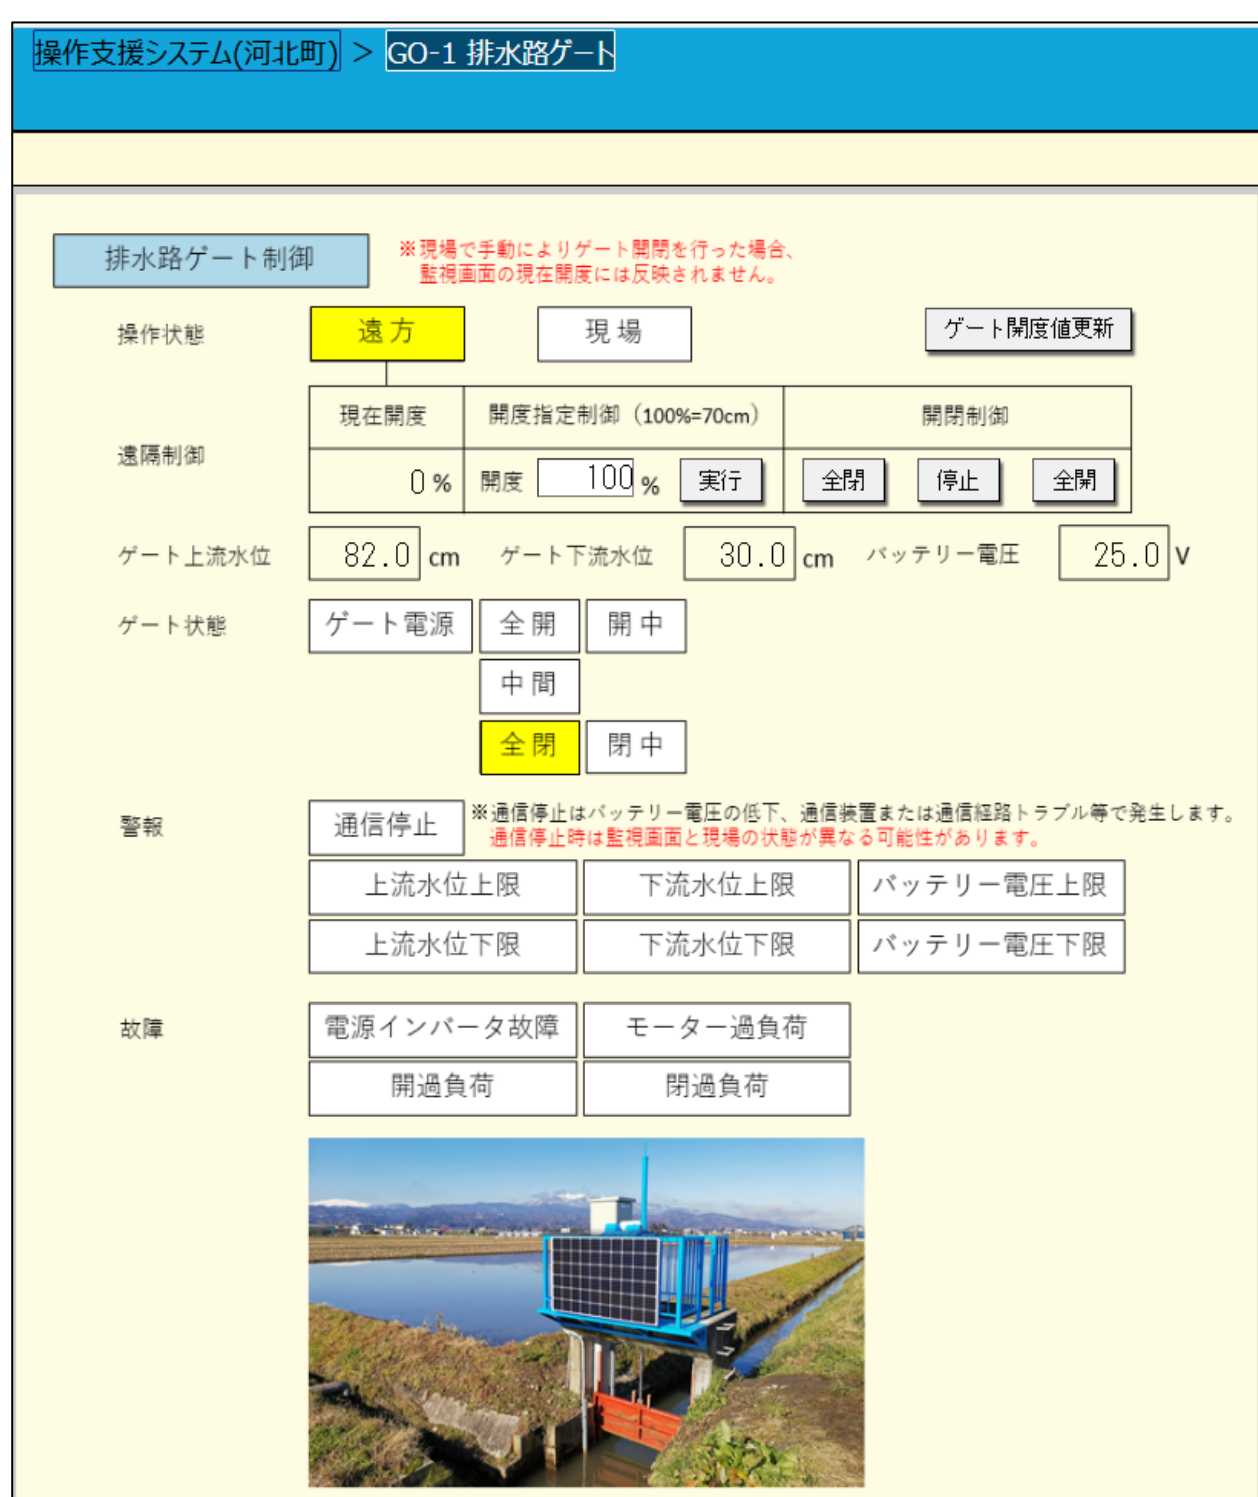 操作支援システム(河北町) > GO-1 排水路ゲート
排水路ゲート制御
※現場で手動によりゲート開閉を行った場合、
監視画面の現在開度には反映されません。
操作状態 遠方 現場 ゲート開度値更新
現在開度 開度指定制御（100%=70cm） 開閉制御
遠隔制御
0 % 開度 100 % 実行 全閉 停止 全開
ゲート上流水位 82.0 cm ゲート下流水位 30.0 cm バッテリー電圧 25.0 V
ゲート状態 ゲート電源 全開 開中
中間
全閉 閉中
警報 通信停止 ※通信停止はバッテリー電圧の低下、通信装置または通信経路トラブル等で発生します。
通信停止時は監視画面と現場の状態が異なる可能性があります。
上流水位上限 下流水位上限 バッテリー電圧上限
上流水位下限 下流水位下限 バッテリー電圧下限
故障 電源インバータ故障 モーター過負荷
開過負荷 閉過負荷